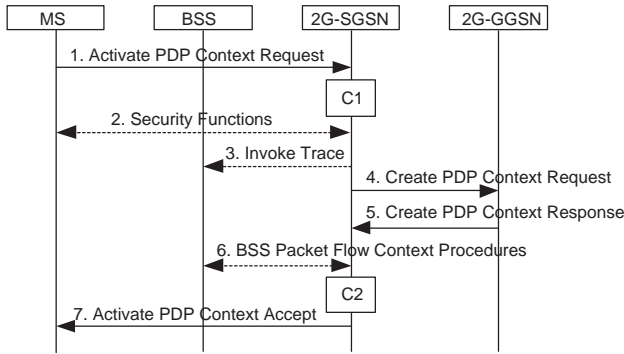 MS
BSS
2G-SGSN
2G-GGSN
1. Activate PDP Context Request
C1
2. Security Functions
3. Invoke Trace
4. Create PDP Context Request
5. Create PDP Context Response
6. BSS Packet Flow Context Procedures
C2
7. Activate PDP Context Accept